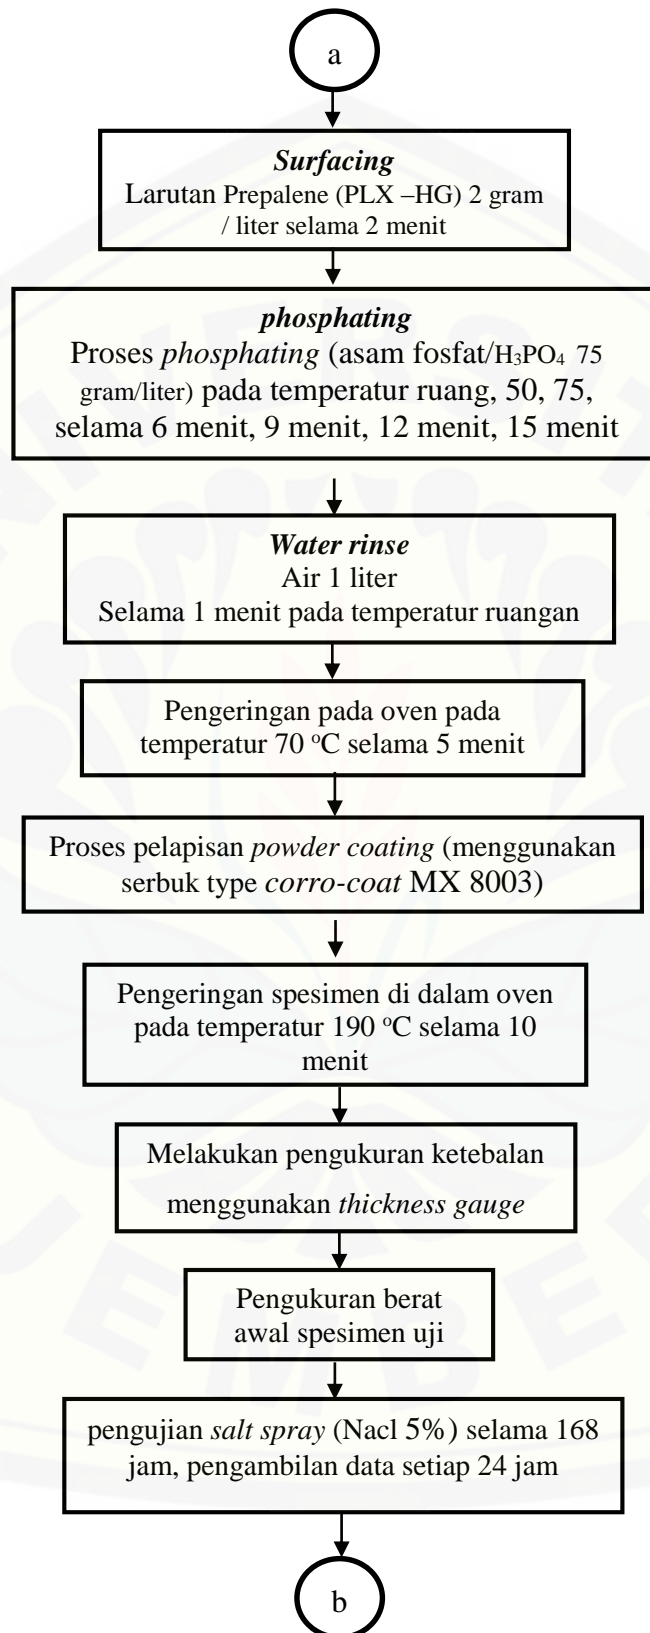 a
Surfacing
Larutan Prepalene (PLX –HG) 2 gram
/ liter selama 2 menit
phosphating
Proses phosphating (asam fosfat/H₃PO₄ 75
gram/liter) pada temperatur ruang, 50, 75,
selama 6 menit, 9 menit, 12 menit, 15 menit
Water rinse
Air 1 liter
Selama 1 menit pada temperatur ruangan
Pengeringan pada oven pada
temperatur 70 ᵒC selama 5 menit
Proses pelapisan powder coating (menggunakan
serbuk type corro-coat MX 8003)
Pengeringan spesimen di dalam oven
pada temperatur 190 ᵒC selama 10
menit
Melakukan pengukuran ketebalan
menggunakan thickness gauge
Pengukuran berat
awal spesimen uji
pengujian salt spray (Nacl 5%) selama 168
jam, pengambilan data setiap 24 jam
b